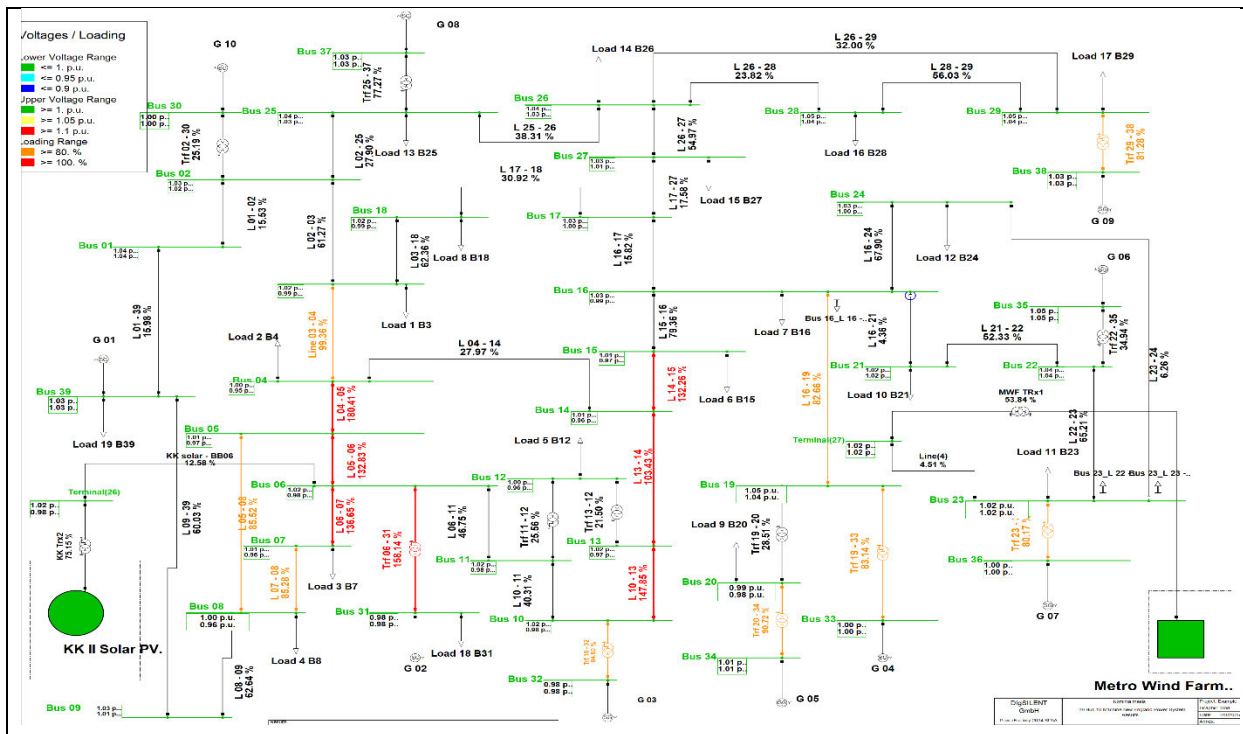 Voltages / Loading
Lower Voltage Range
<= 1. p.u.
<= 0.95 p.u.
<= 0.9 p.u.
Upper Voltage Range
>= 1. p.u.
>= 1.05 p.u.
>= 1.1 p.u.
Loading Range
>= 80. %
>= 100. %
G 10
G 08
Bus 37
1.03 p...
1.03 p...
Trf 25 - 37
77.27 %
Load 14 B26
L 26 - 29
32.00 %
L 26 - 28
23.82 %
L 28 - 29
56.03 %
Load 17 B29
Bus 30
1.00 p...
1.00 p...
Bus 25
1.04 p...
1.03 p...
Bus 26
1.04 p...
1.03 p...
Bus 28
1.05 p...
1.04 p...
Bus 29
1.05 p...
1.04 p...
Trf 02 - 30
25.19 %
L 02 - 25
27.90 %
Load 13 B25
L 25 - 26
38.31 %
L 26 - 27
54.97 %
Load 16 B28
Trf 29 - 38
81.28 %
Bus 27
1.03 p...
1.01 p...
Bus 38
1.03 p...
1.03 p...
G 09
L 17 - 18
30.92 %
Bus 02
1.03 p...
1.02 p...
L 17 - 27
17.58 %
Load 15 B27
Bus 24
1.03 p...
1.00 p...
L 01 - 02
15.53 %
L 02 - 03
61.27 %
Bus 18
1.02 p...
0.99 p...
L 03 - 18
62.36 %
Load 8 B18
Bus 17
1.03 p...
1.00 p...
L 16 - 17
15.82 %
L 16 - 24
67.90 %
Load 12 B24
Bus 01
1.04 p...
1.04 p...
G 06
L 01 - 39
15.98 %
1.02 p...
0.99 p...
Load 1 B3
Bus 16
1.03 p...
0.99 p...
Load 7 B16
Bus 16_L 16 -..
L 16 - 21
4.36 %
Bus 35
1.05 p...
1.05 p...
Trf 22 - 35
34.94 %
G 01
Load 2 B4
Line 03 - 04
99.36 %
L 04 - 14
27.97 %
L 15 - 16
79.36 %
Bus 15
1.01 p...
0.97 p...
Load 6 B15
L 21 - 22
52.33 %
Bus 21
1.02 p...
1.02 p...
Load 10 B21
Bus 22
1.04 p...
1.04 p...
L 23 - 24
6.26 %
Bus 39
1.03 p...
1.03 p...
Load 19 B39
Bus 04
1.00 p...
0.95 p...
L 04 - 05
180.41 %
L 14 - 15
132.26 %
L 16 - 19
82.66 %
MWF TRx1
53.84 %
L 22 - 23
65.21 %
Bus 14
1.01 p...
0.96 p...
Bus 05
1.01 p...
0.97 p...
Load 5 B12
Terminal(27)
1.02 p...
1.02 p...
Line(4)
4.51 %
Load 11 B23
KK solar - BB06
12.58 %
L 05 - 06
132.83 %
L 13 - 14
103.43 %
Bus 06
1.02 p...
0.98 p...
Bus 12
1.00 p...
0.96 p...
Bus 19
1.05 p.u.
1.04 p.u.
Bus 23
1.02 p.u.
1.02 p.u.
Bus 23_L 23 -..
Terminal(26)
1.02 p...
0.98 p...
KK Trx2
75.15 %
L 09 - 39
60.03 %
L 05 - 08
85.52 %
L 06 - 07
136.65 %
Trf 06 - 31
158.14 %
L 06 - 11
46.75 %
Trf 11 - 12
25.56 %
Trf 13 - 12
21.50 %
Load 9 B20
Trf 19 - 20
28.51 %
Trf 19 - 33
83.14 %
Bus 07
1.01 p...
0.96 p...
Load 3 B7
L 07 - 08
85.28 %
Bus 11
1.02 p...
0.98 p...
L 10 - 11
40.31 %
Bus 13
1.02 p...
0.97 p...
L 10 - 13
147.85 %
Bus 36
1.00 p...
1.00 p...
G 07
Bus 20
0.99 p.u.
0.98 p.u.
Trf 20 - 34
90.72 %
Bus 08
1.00 p.u.
0.96 p...
Load 4 B8
Bus 31
0.98 p...
0.98 p...
Load 18 B31
G 02
Bus 10
1.02 p...
0.98 p...
Bus 33
1.00 p...
1.00 p...
G 04
KK II Solar PV.
L 08 - 09
62.64 %
Bus 32
0.98 p...
0.98 p...
G 03
Bus 34
1.01 p...
1.01 p...
G 05
Metro Wind Farm..
Bus 09
1.03 p...
1.01 p...
DIgSILENT
GmbH